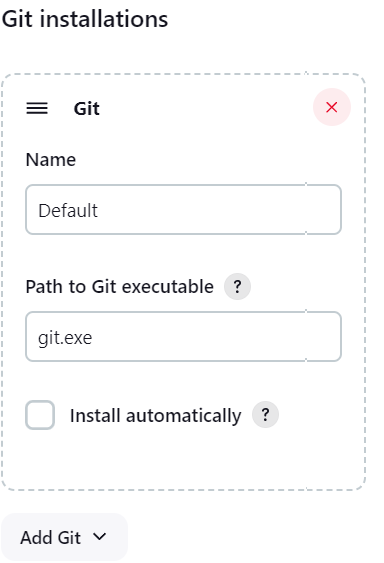 Git installations
Git
Name
Default
Path to Git executable ?
git.exe
Install automatically ?
Add Git